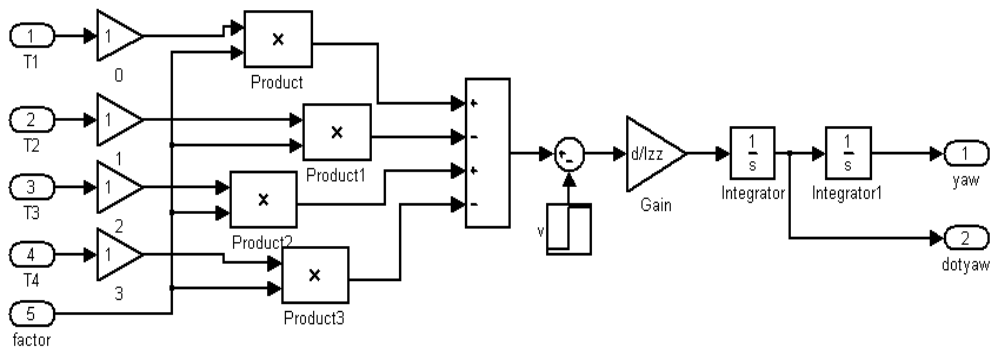 1
T1
1
0
×
Product
2
T2
1
1
×
Product1
3
T3
1
2
×
Product2
4
T4
1
3
×
Product3
5
factor
+
-
+
-
+
-
v
d/Izz
Gain
1
s
Integrator
1
s
Integrator1
1
yaw
2
dotyaw